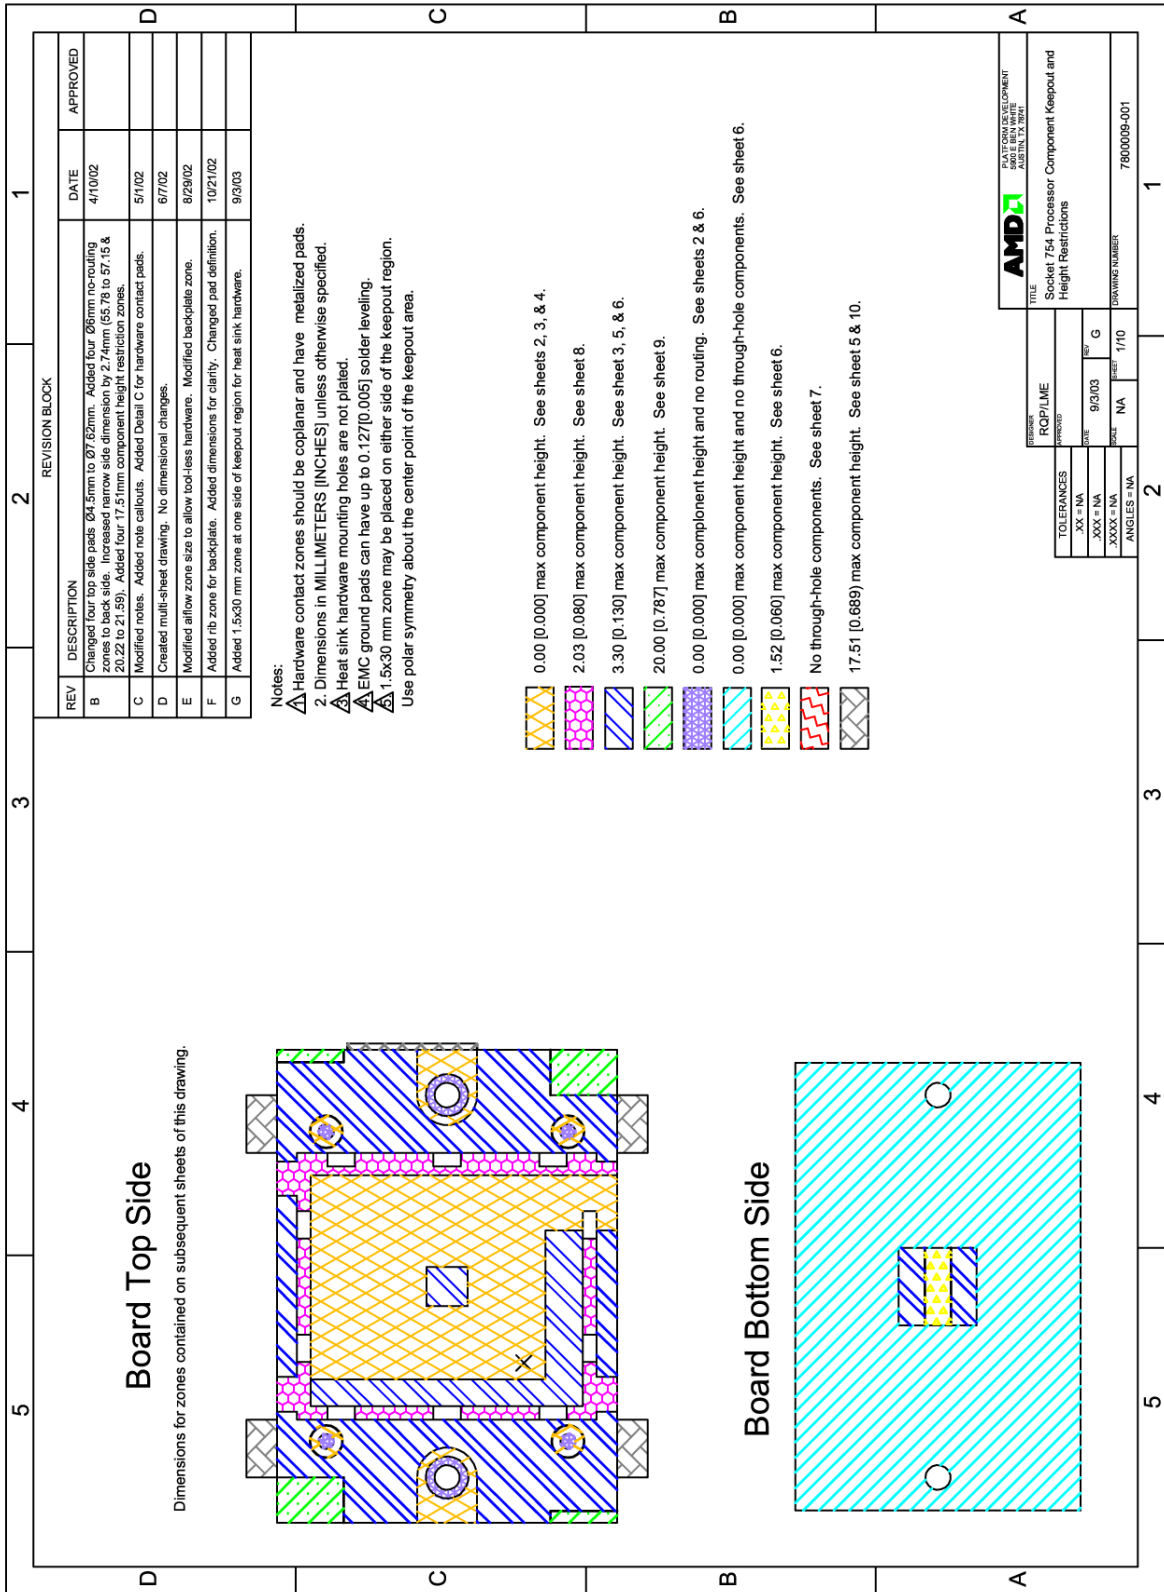 5 4 3 2 1
D
C
B
A
REVISION BLOCK
REV DESCRIPTION DATE APPROVED
B Changed four top side pads Ø4.5mm to Ø7.62mm. Added four Ø6mm no-routing 4/10/02
zones to back side. Increased narrow side dimension by 2.74mm (55.78 to 57.15 &
20.22 to 21.59). Added four 17.51mm component height restriction zones.
C Modified notes. Added note callouts. Added Detail C for hardware contact pads. 5/1/02
D Created multi-sheet drawing. No dimensional changes. 6/7/02
E Modified aiflow zone size to allow tool-less hardware. Modified backplate zone. 8/29/02
F Added rib zone for backplate. Added dimensions for clarity. Changed pad definition. 10/21/02
G Added 1.5x30 mm zone at one side of keepout region for heat sink hardware. 9/3/03
Board Top Side
Dimensions for zones contained on subsequent sheets of this drawing.
Notes:
1. Hardware contact zones should be coplanar and have metalized pads.
2. Dimensions in MILLIMETERS [INCHES] unless otherwise specified.
3. Heat sink hardware mounting holes are not plated.
4. EMC ground pads can have up to 0.127[0.005] solder leveling.
5. 1.5x30 mm zone may be placed on either side of the keepout region.
Use polar symmetry about the center point of the keepout area.
0.00 [0.000] max component height. See sheets 2, 3, & 4.
2.03 [0.080] max component height. See sheet 8.
3.30 [0.130] max component height. See sheet 3, 5, & 6.
20.00 [0.787] max component height. See sheet 9.
0.00 [0.000] max complonent height and no routing. See sheets 2 & 6.
0.00 [0.000] max component height and no through-hole components. See sheet 6.
1.52 [0.060] max component height. See sheet 6.
No through-hole components. See sheet 7.
17.51 [0.689) max component height. See sheet 5 & 10.
Board Bottom Side
TOLERANCES
.XX = NA
.XXX = NA
.XXXX = NA
ANGLES = NA
DESIGNER
RQP/LME
APPROVED
DATE 9/3/03
REV G
SCALE NA
SHEET 1/10
AMD
PLATFORM DEVELOPMENT
5900 E BEN WHITE
AUSTIN, TX 78741
TITLE
Socket 754 Processor Component Keepout and
Height Restrictions
DRAWING NUMBER
7800009-001
D
C
B
A
5 4 3 2 1